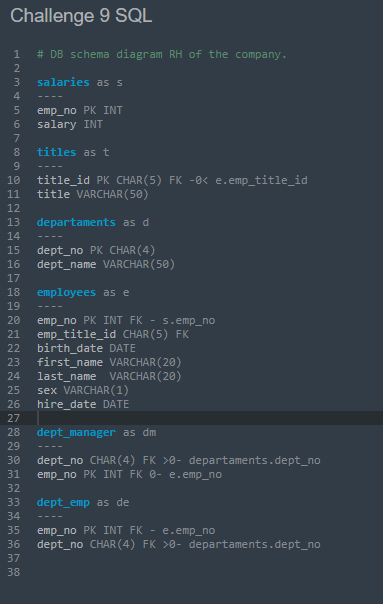 Challenge 9 SQL
1 # DB schema diagram RH of the company.
2
3 salaries as s
4 ----
5 emp_no PK INT
6 salary INT
7
8 titles as t
9 ----
10 title_id PK CHAR(5) FK -0< e.emp_title_id
11 title VARCHAR(50)
12
13 departaments as d
14 ----
15 dept_no PK CHAR(4)
16 dept_name VARCHAR(50)
17
18 employees as e
19 ----
20 emp_no PK INT FK - s.emp_no
21 emp_title_id CHAR(5) FK
22 birth_date DATE
23 first_name VARCHAR(20)
24 last_name  VARCHAR(20)
25 sex VARCHAR(1)
26 hire_date DATE
27
28 dept_manager as dm
29 ----
30 dept_no CHAR(4) FK >0- departaments.dept_no
31 emp_no PK INT FK 0- e.emp_no
32
33 dept_emp as de
34 ----
35 emp_no PK INT FK - e.emp_no
36 dept_no CHAR(4) FK >0- departaments.dept_no
37
38